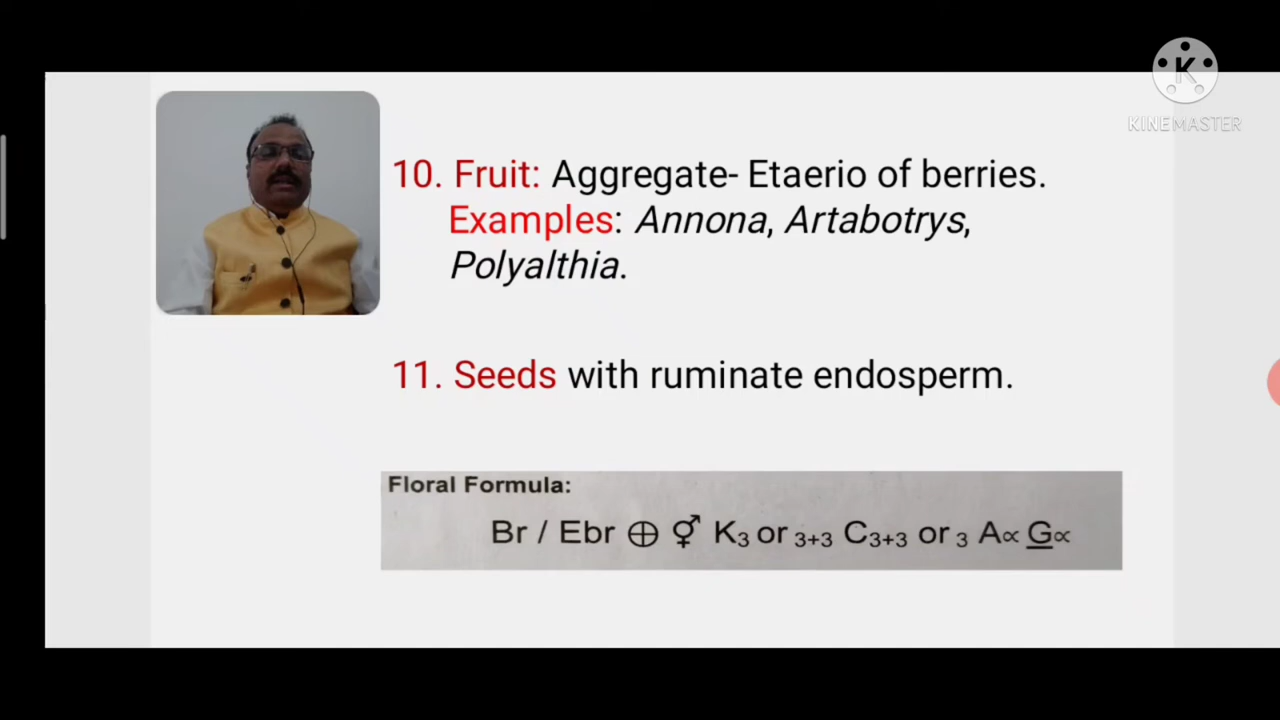 KINEMASTER
10. Fruit: Aggregate- Etaerio of berries.
Examples: Annona, Artabotrys,
Polyalthia.
11. Seeds with ruminate endosperm.
Floral Formula:
Br / Ebr ⊕ ⚥ K₃ or ₃₊₃ C₃₊₃ or ₃ A∝ G̲∝